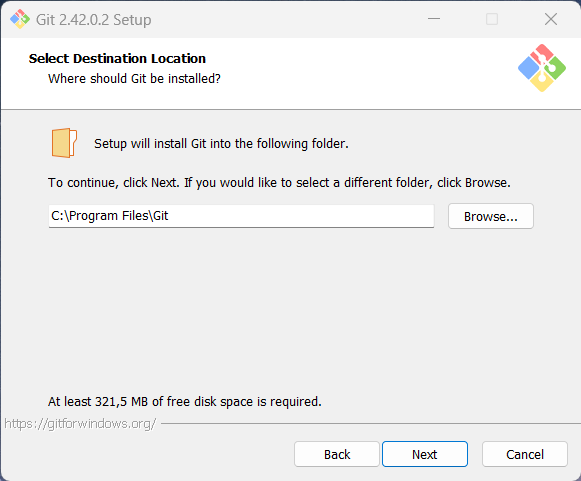 Git 2.42.0.2 Setup
Select Destination Location
Where should Git be installed?
Setup will install Git into the following folder.
To continue, click Next. If you would like to select a different folder, click Browse.
C:\Program Files\Git
Browse...
At least 321,5 MB of free disk space is required.
https://gitforwindows.org/
Back
Next
Cancel